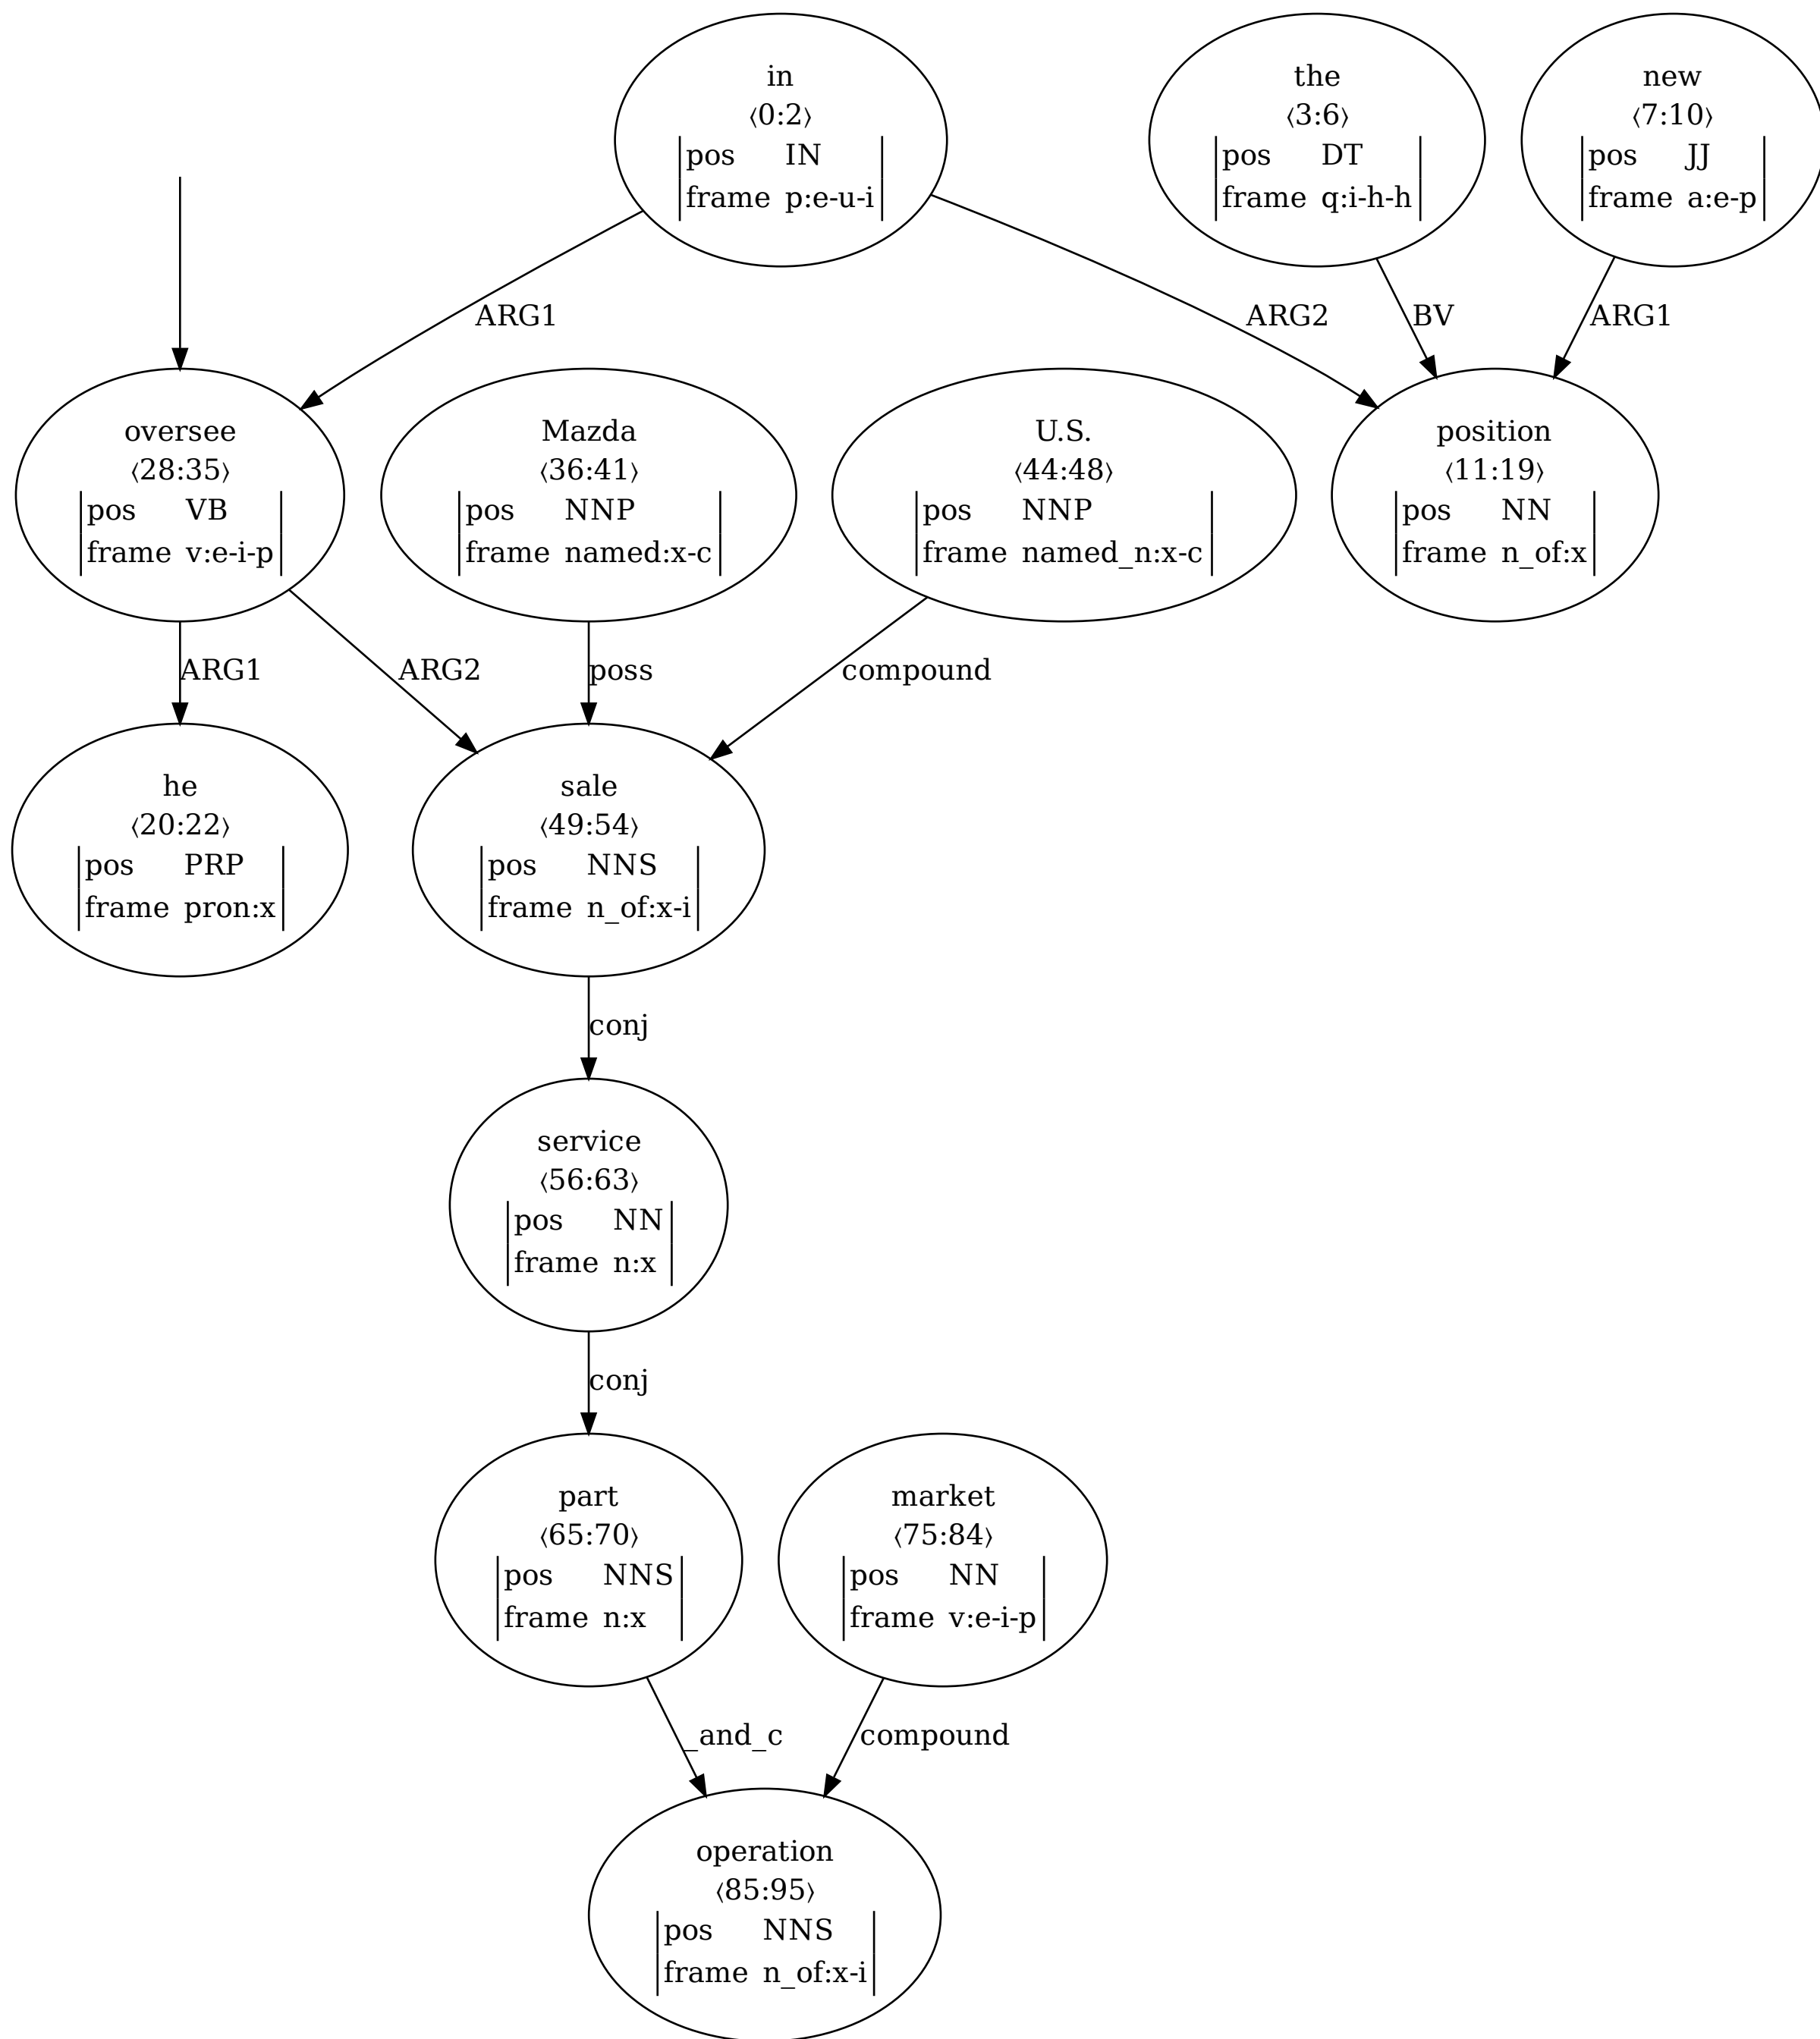 in
⟨0:2⟩
pos IN
frame p:e-u-i
the
⟨3:6⟩
pos DT
frame q:i-h-h
new
⟨7:10⟩
pos JJ
frame a:e-p
ARG1
ARG2
BV
ARG1
oversee
⟨28:35⟩
pos VB
frame v:e-i-p
Mazda
⟨36:41⟩
pos NNP
frame named:x-c
U.S.
⟨44:48⟩
pos NNP
frame named_n:x-c
position
⟨11:19⟩
pos NN
frame n_of:x
ARG1
ARG2
poss
compound
he
⟨20:22⟩
pos PRP
frame pron:x
sale
⟨49:54⟩
pos NNS
frame n_of:x-i
conj
service
⟨56:63⟩
pos NN
frame n:x
conj
part
⟨65:70⟩
pos NNS
frame n:x
market
⟨75:84⟩
pos NN
frame v:e-i-p
_and_c
compound
operation
⟨85:95⟩
pos NNS
frame n_of:x-i